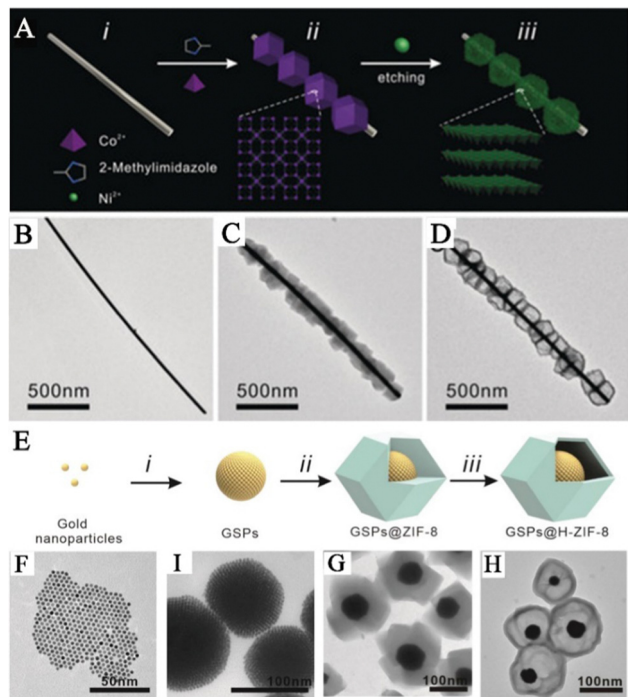 A
i
ii
iii
etching
Co²⁺
2-Methylimidazole
Ni²⁺
B
C
D
500nm
500nm
500nm
E
i
ii
iii
Gold
nanoparticles
GSPs
GSPs@ZIF-8
GSPs@H-ZIF-8
F
I
G
H
50nm
100nm
100nm
100nm